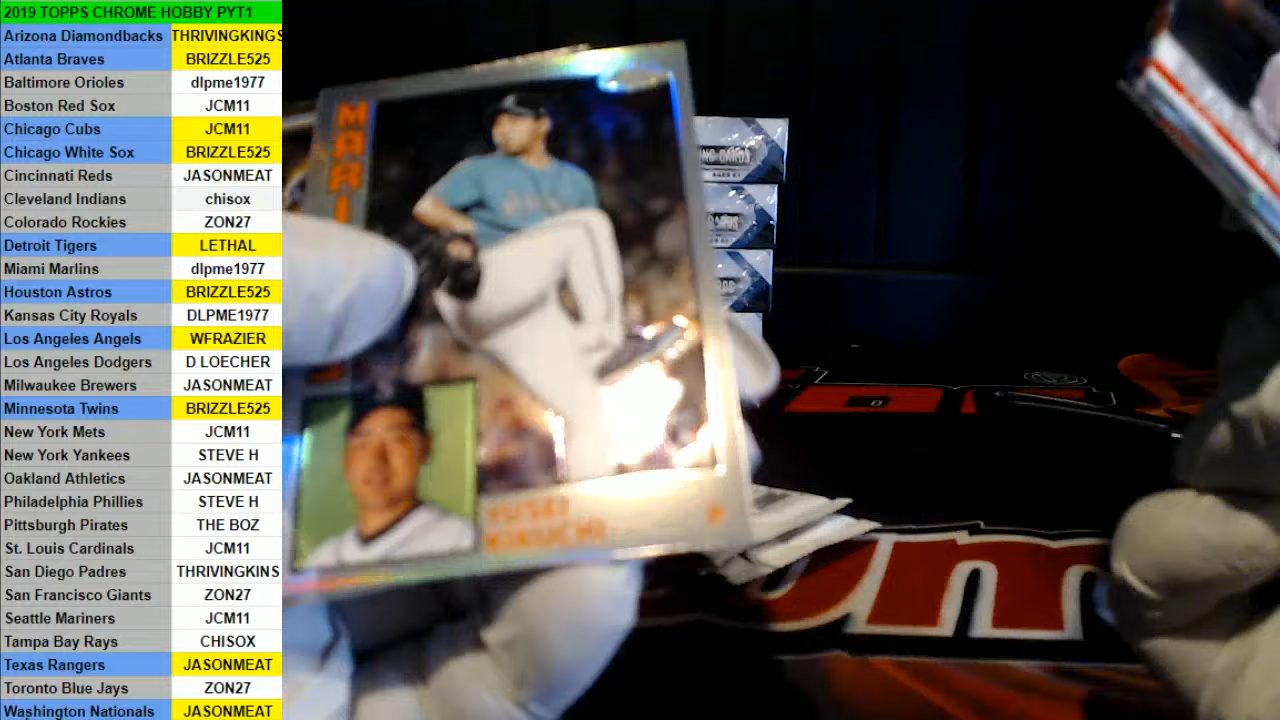 2019 TOPPS CHROME HOBBY PYT1
Arizona Diamondbacks THRIVINGKINGS
Atlanta Braves BRIZZLE525
Baltimore Orioles dlpme1977
Boston Red Sox JCM11
Chicago Cubs JCM11
Chicago White Sox BRIZZLE525
Cincinnati Reds JASONMEAT
Cleveland Indians chisox
Colorado Rockies ZON27
Detroit Tigers LETHAL
Miami Marlins dlpme1977
Houston Astros BRIZZLE525
Kansas City Royals DLPME1977
Los Angeles Angels WFRAZIER
Los Angeles Dodgers D LOECHER
Milwaukee Brewers JASONMEAT
Minnesota Twins BRIZZLE525
New York Mets JCM11
New York Yankees STEVE H
Oakland Athletics JASONMEAT
Philadelphia Phillies STEVE H
Pittsburgh Pirates THE BOZ
St. Louis Cardinals JCM11
San Diego Padres THRIVINGKINS
San Francisco Giants ZON27
Seattle Mariners JCM11
Tampa Bay Rays CHISOX
Texas Rangers JASONMEAT
Toronto Blue Jays ZON27
Washington Nationals JASONMEAT
MARI
YUSEI
KIKUCHI
P
CARDS
om